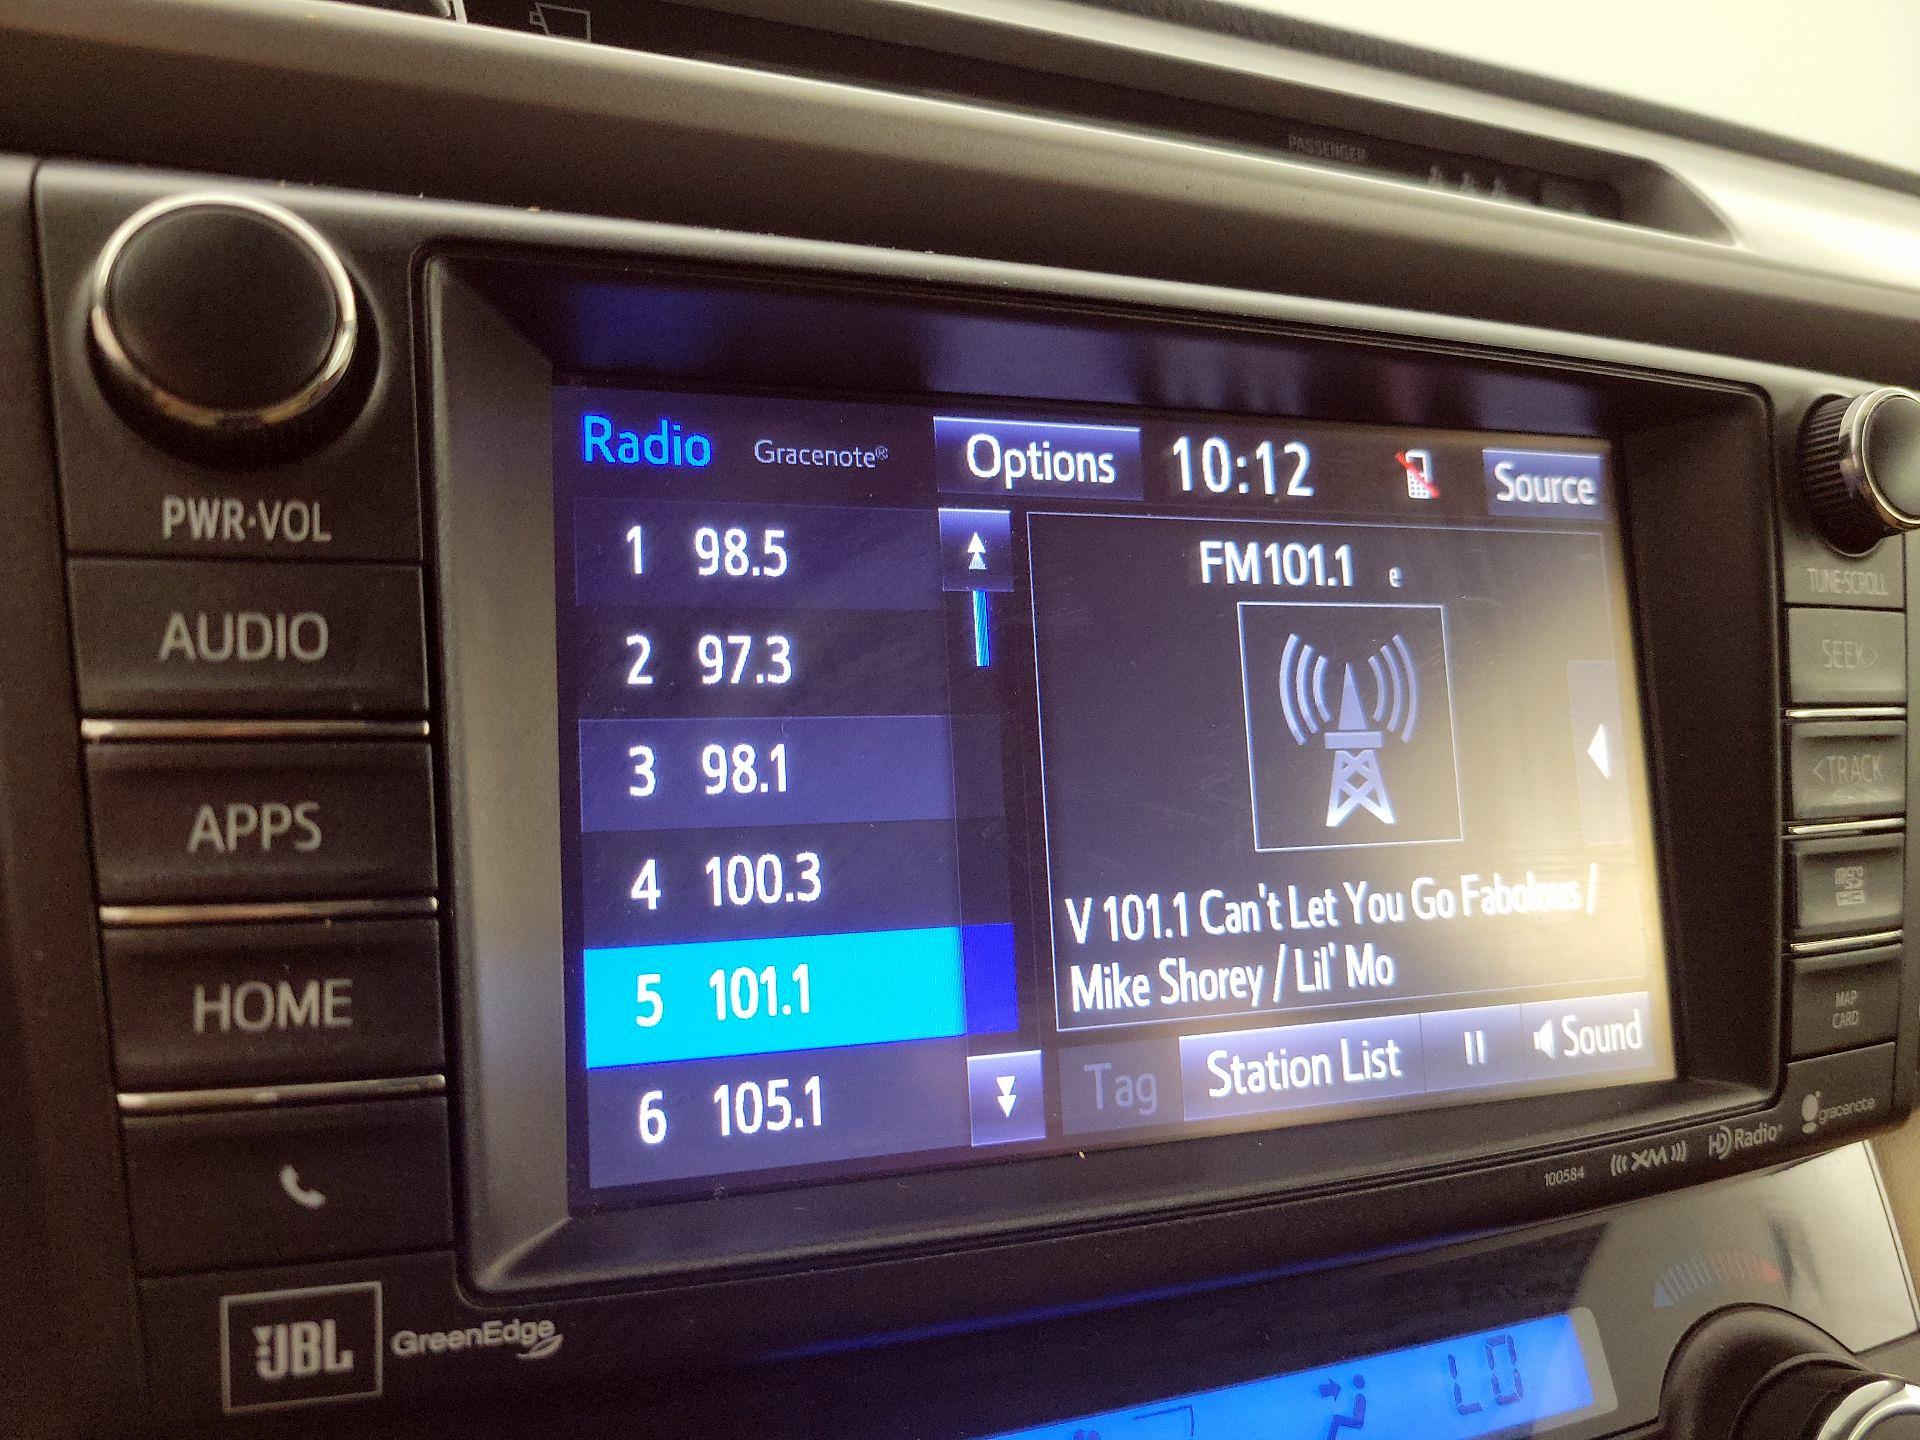 PASSENGER
PWR·VOL
AUDIO
APPS
HOME
Radio Gracenote® Options 10:12 Source
1 98.5
2 97.3
3 98.1
4 100.3
5 101.1
6 105.1
FM101.1 e
V 101.1 Can't Let You Go Fabolous /
Mike Shorey / Lil' Mo
Tag Station List Sound
TUNE·SCROLL
SEEK>
<TRACK
MAP
CARD
100584 ((( XM ))) HD Radio® gracenote
JBL GreenEdge
LO